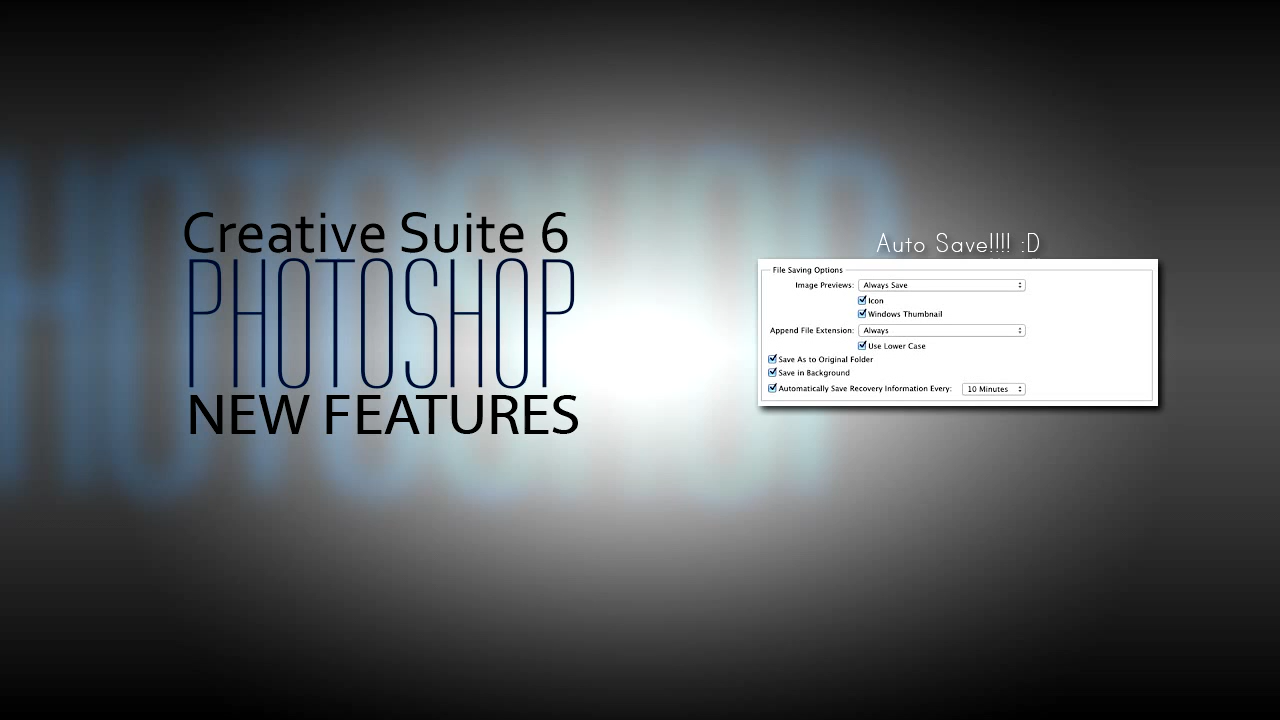 Creative Suite 6
PHOTOSHOP
NEW FEATURES
PHOTOSHOP
Auto Save!!!! :D
File Saving Options
Image Previews: Always Save
Icon
Windows Thumbnail
Append File Extension: Always
Use Lower Case
Save As to Original Folder
Save in Background
Automatically Save Recovery Information Every: 10 Minutes